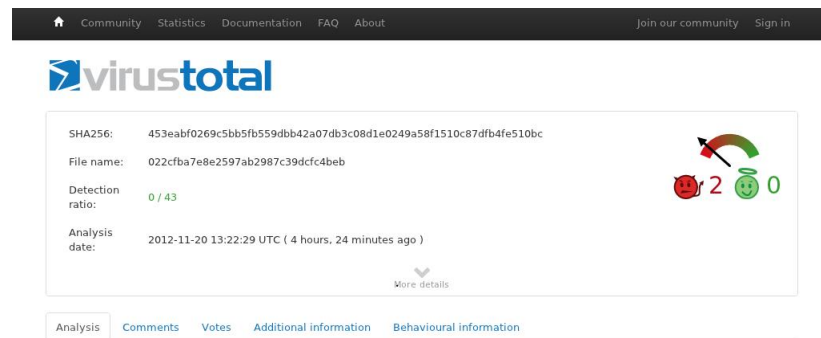 Community Statistics Documentation FAQ About Join our community Sign in
virustotal
SHA256: 453eabf0269c5bb5fb559dbb42a07db3c08d1e0249a58f1510c87dfb4fe510bc
File name: 022cfba7e8e2597ab2987c39dcfc4beb
2 0
Detection ratio: 0 / 43
Analysis date: 2012-11-20 13:22:29 UTC ( 4 hours, 24 minutes ago )
More details
Analysis Comments Votes Additional information Behavioural information